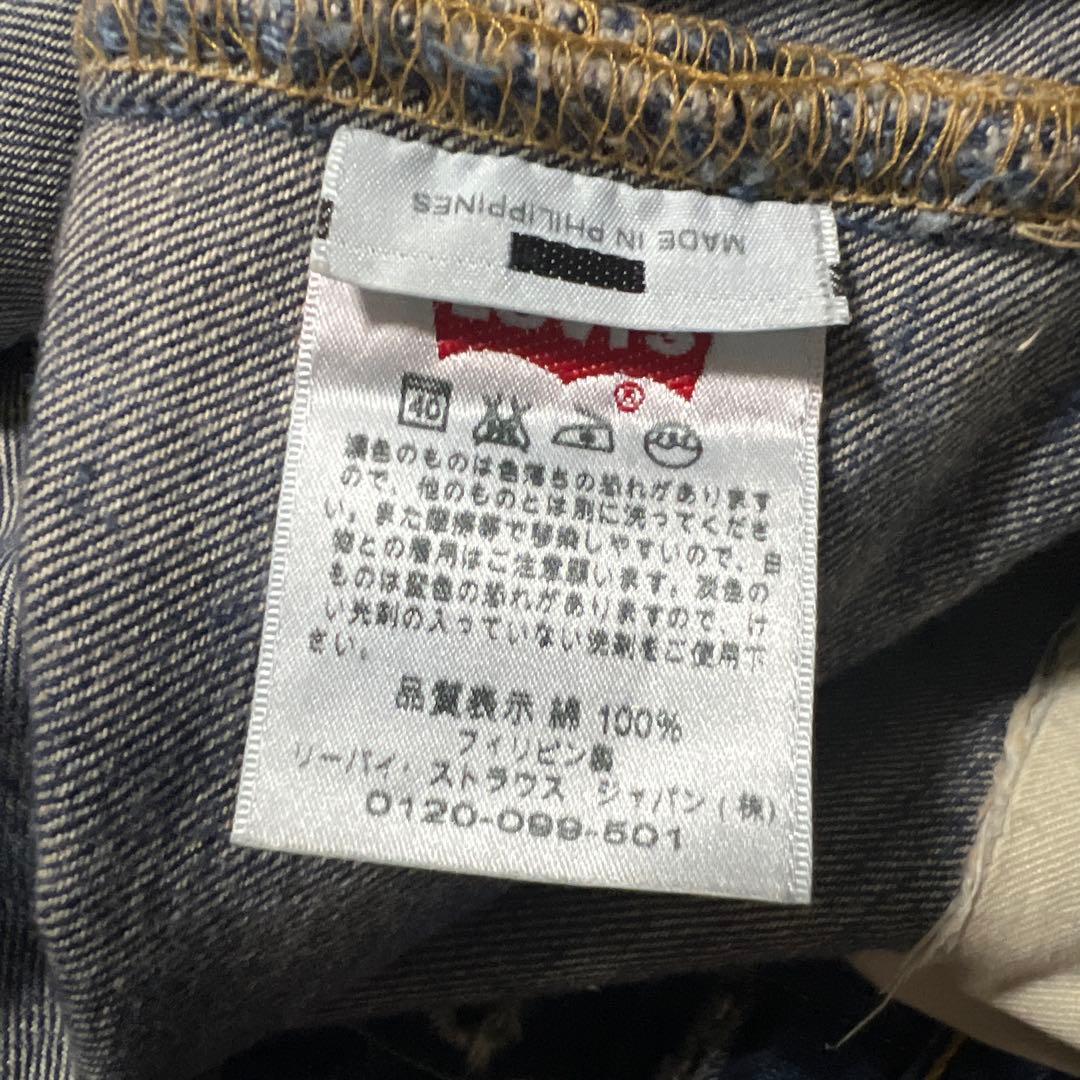 MADE IN PHILIPPINES
LEVI'S
®
40
濃色のものは色落ちの恐れがあります
ので、他のものとは別に洗ってくださ
い。また摩擦等で移染しやすいので、白
物との着用はご注意願います。淡色の
ものは変色の恐れがありますので、け
い光剤の入っていない洗剤をご使用下
さい。
品質表示 綿 100%
フィリピン製
リーバイ・ストラウス ジャパン(株)
0120-099-501